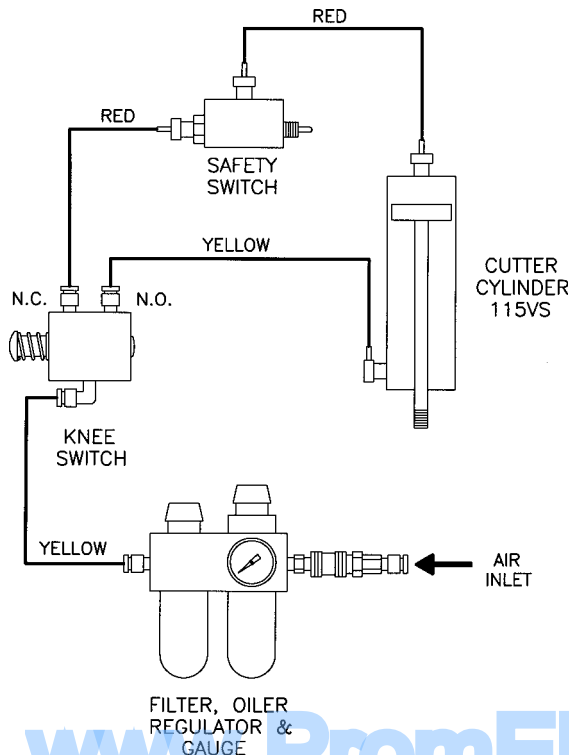 RED
RED
SAFETY
SWITCH
YELLOW
N.C.
N.O.
CUTTER
CYLINDER
115VS
KNEE
SWITCH
YELLOW
AIR
INLET
FILTER, OILER
REGULATOR &
GAUGE